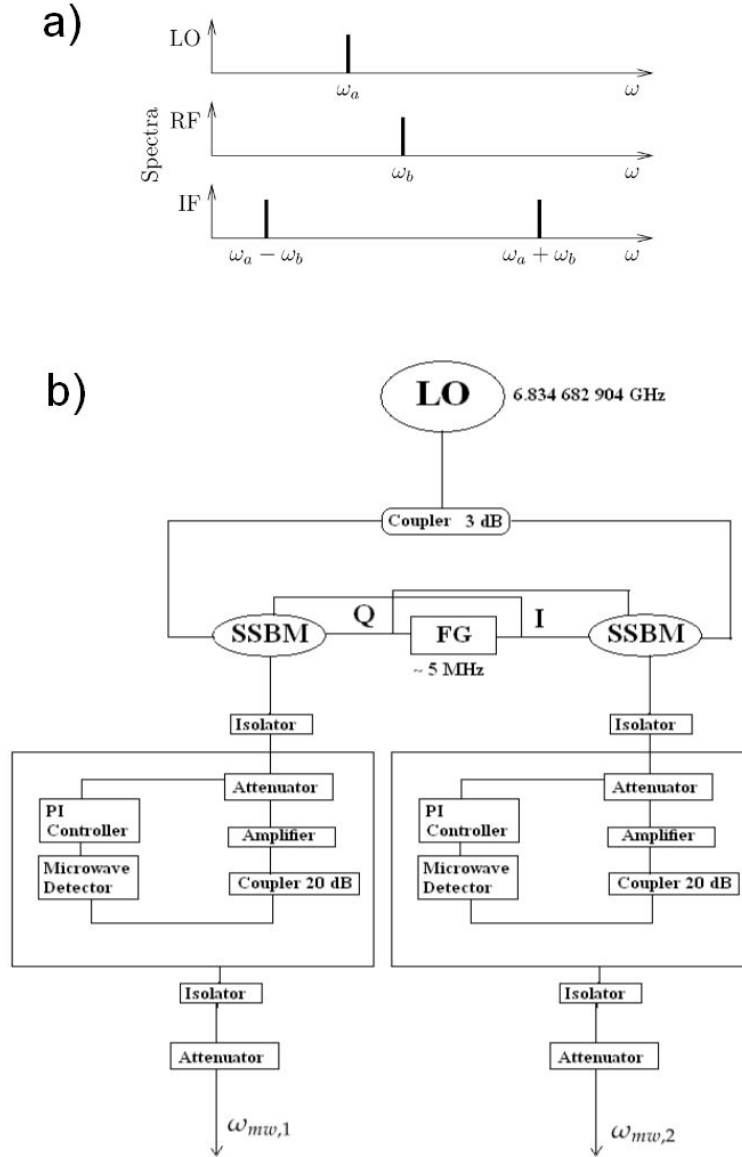 a)
LO
ωa ω
RF
ωb ω
Spectra
IF
ωa − ωb ωa + ωb ω
b)
LO 6.834 682 904 GHz
Coupler 3 dB
Q I
SSBM FG SSBM
~ 5 MHz
Isolator Isolator
Attenuator Attenuator
PI
Controller
PI
Controller
Amplifier Amplifier
Microwave
Detector
Microwave
Detector
Coupler 20 dB Coupler 20 dB
Isolator Isolator
Attenuator Attenuator
ωmw,1 ωmw,2